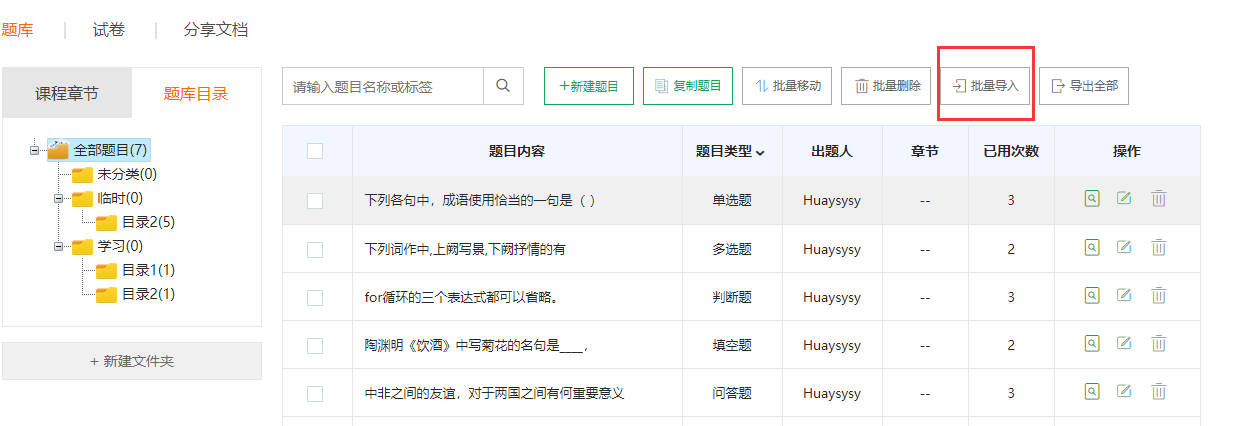 题库 | 试卷 | 分享文档
课程章节 题库目录
请输入题目名称或标签
+新建题目 复制题目 批量移动 批量删除 批量导入 导出全部
全部题目(7)
未分类(0)
临时(0)
目录2(5)
学习(0)
目录1(1)
目录2(1)
+ 新建文件夹
题目内容 题目类型 出题人 章节 已用次数 操作
下列各句中，成语使用恰当的一句是（ ） 单选题 Huaysysy -- 3
下列词作中,上阙写景,下阙抒情的有 多选题 Huaysysy -- 2
for循环的三个表达式都可以省略。 判断题 Huaysysy -- 3
陶渊明《饮酒》中写菊花的名句是____， 填空题 Huaysysy -- 2
中非之间的友谊，对于两国之间有何重要意义 问答题 Huaysysy -- 3